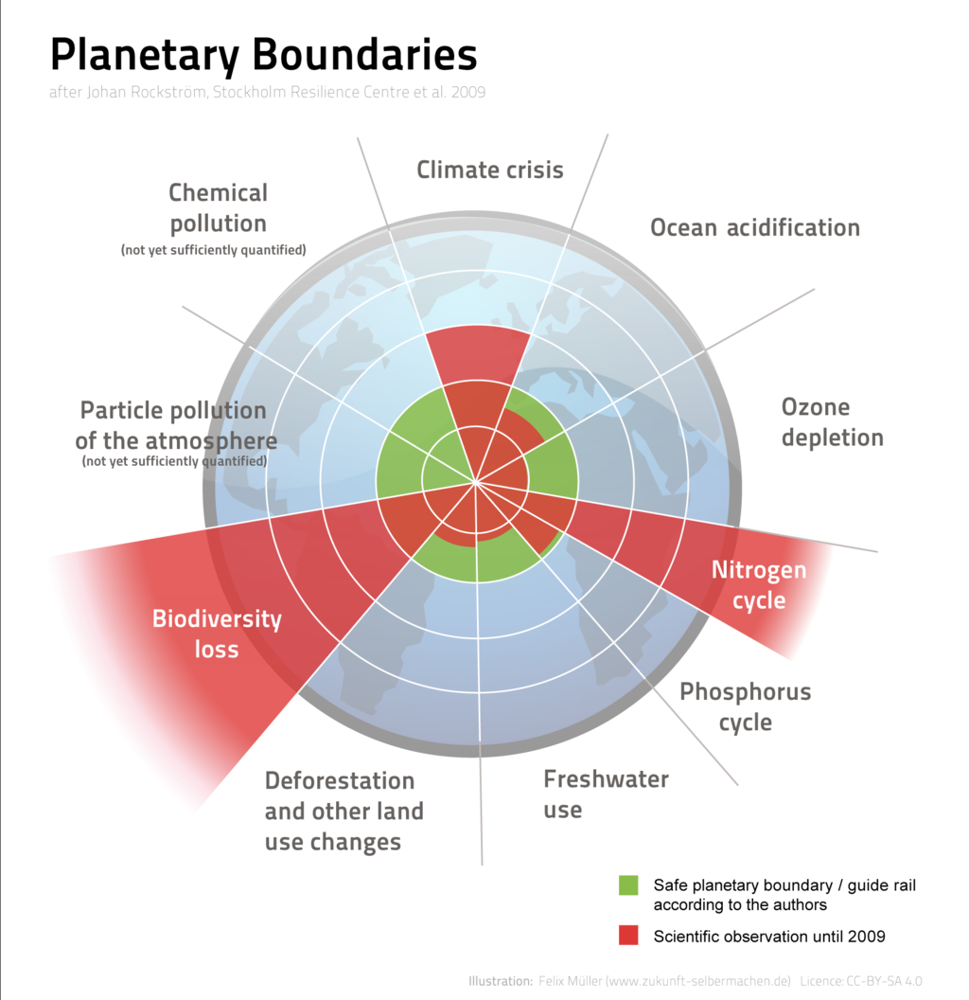 Planetary Boundaries
after Johan Rockström, Stockholm Resilience Centre et al. 2009
Climate crisis
Chemical
pollution
(not yet sufficiently quantified)
Ocean acidification
Particle pollution
of the atmosphere
(not yet sufficiently quantified)
Ozone
depletion
Nitrogen
cycle
Biodiversity
loss
Phosphorus
cycle
Deforestation
and other land
use changes
Freshwater
use
Safe planetary boundary / guide rail
according to the authors
Scientific observation until 2009
Illustration: Felix Müller (www.zukunft-selbermachen.de) Licence: CC-BY-SA 4.0